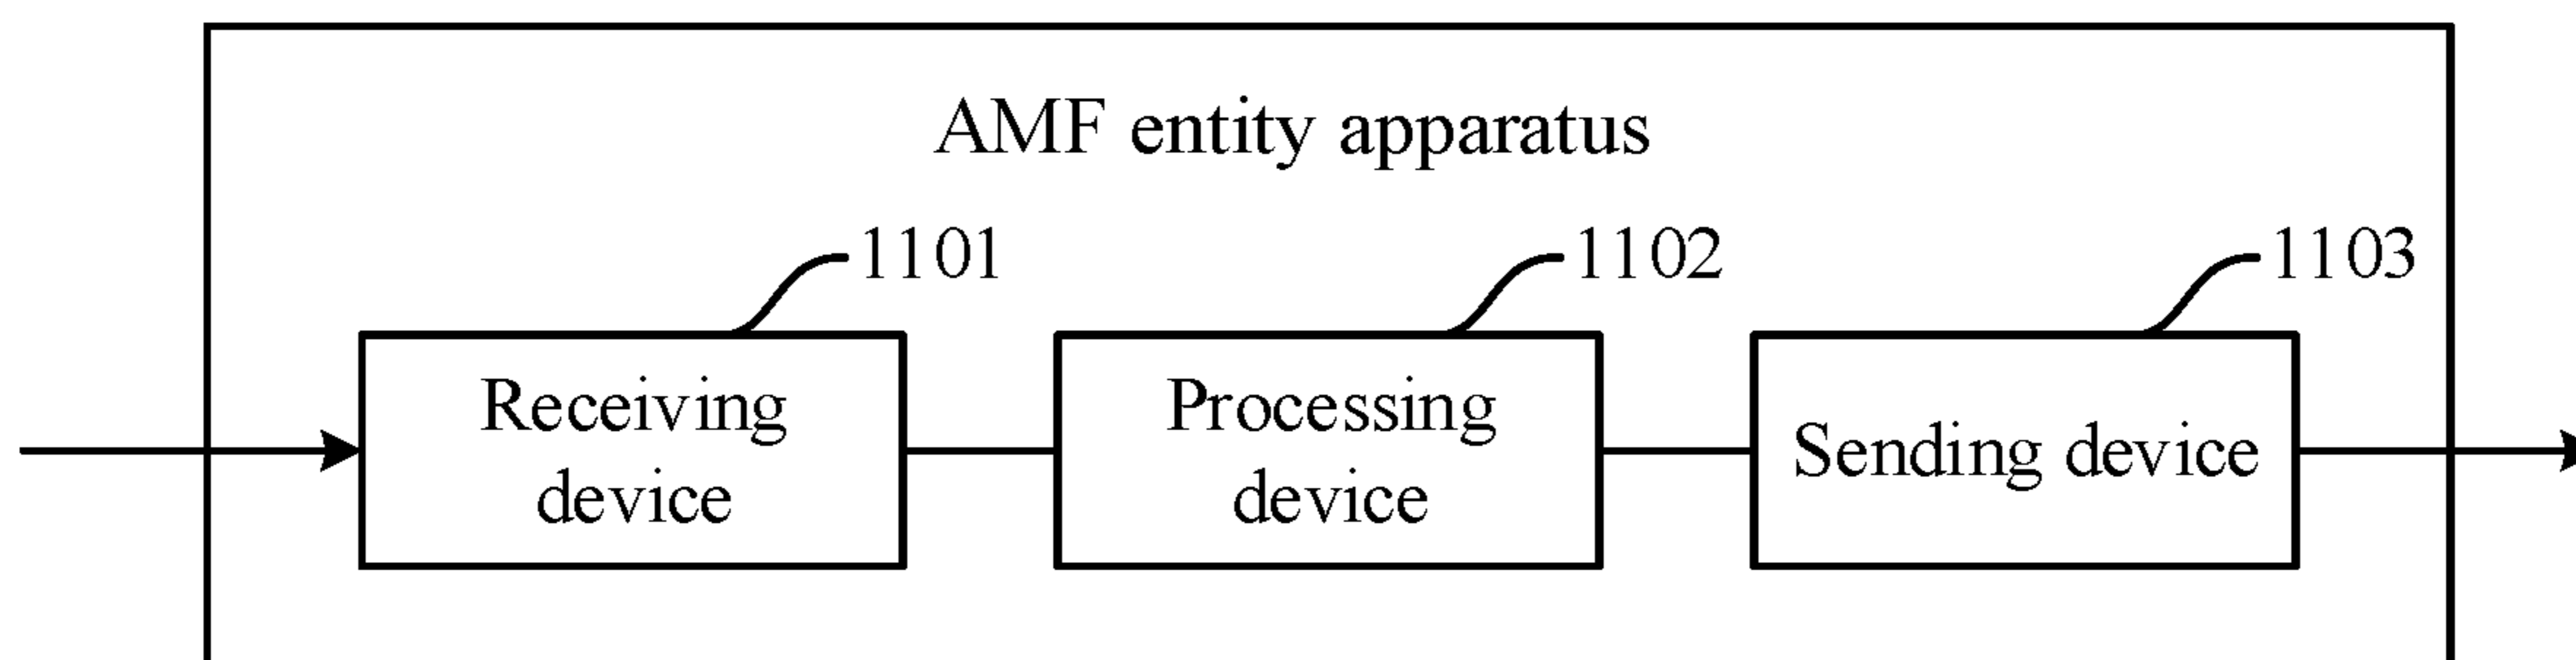 AMF entity apparatus
1101
1102
1103
Receiving
device
Processing
device
Sending device